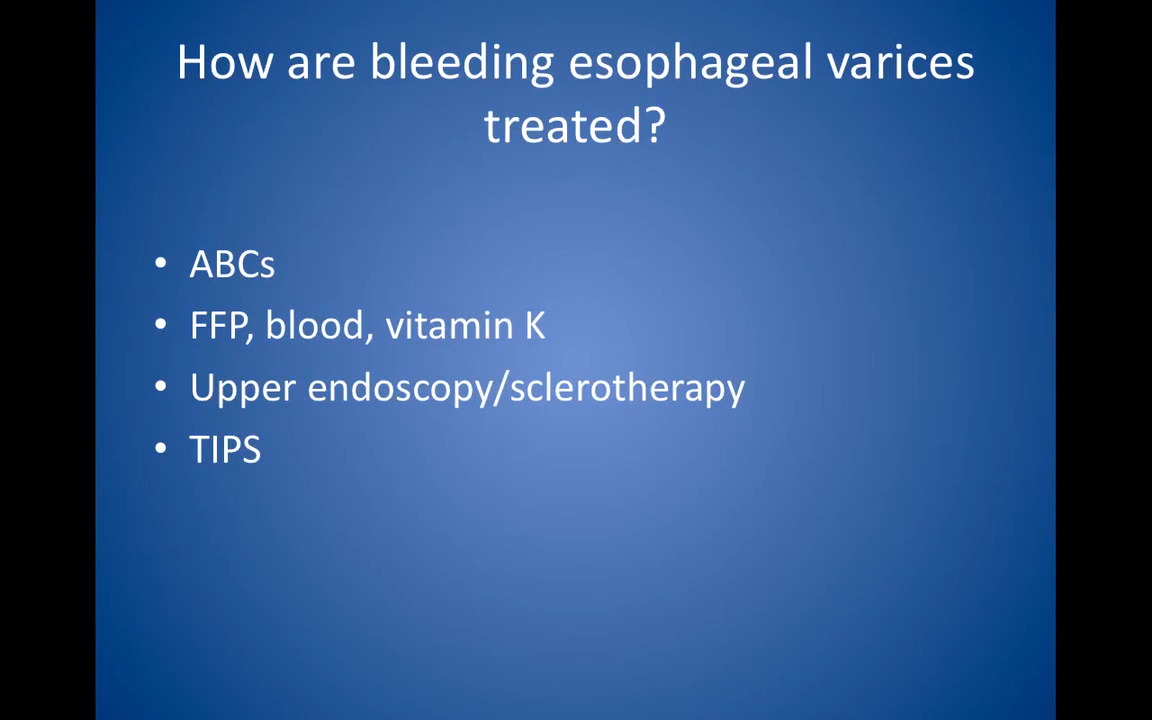 How are bleeding esophageal varices
treated?
• ABCs
• FFP, blood, vitamin K
• Upper endoscopy/sclerotherapy
• TIPS